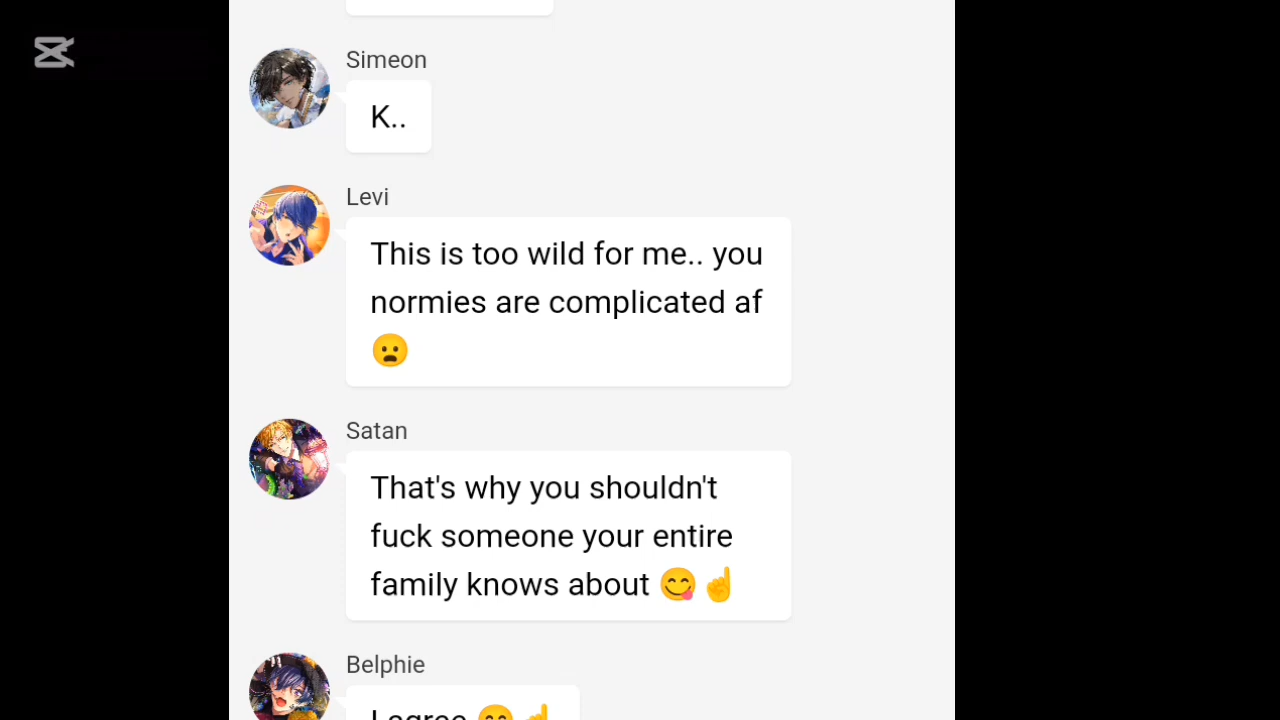 Simeon
K..
Levi
This is too wild for me.. you
normies are complicated af
😦
Satan
That's why you shouldn't
fuck someone your entire
family knows about 😋☝️
Belphie
I agree 😋☝️